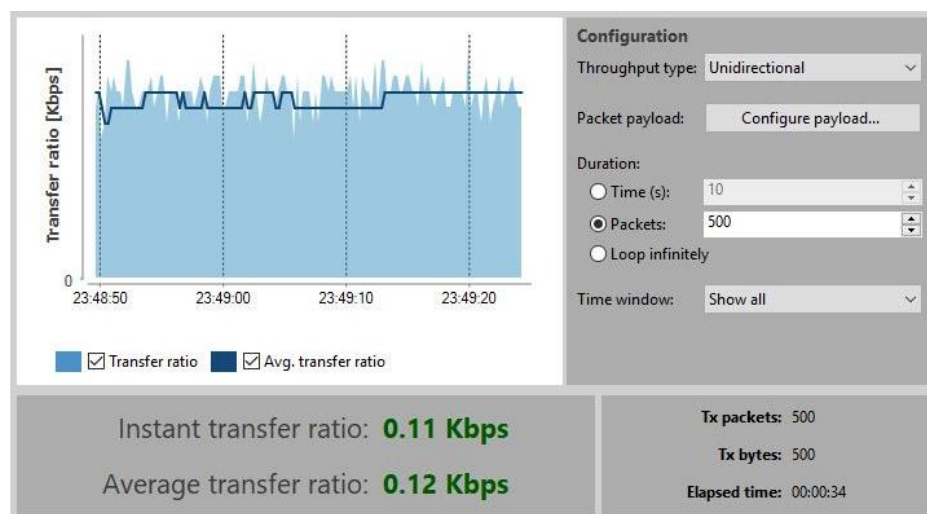 Transfer ratio [Kbps]
0
23:48:50 23:49:00 23:49:10 23:49:20
Transfer ratio Avg. transfer ratio
Configuration
Throughput type: Unidirectional
Packet payload: Configure payload...
Duration:
Time (s): 10
Packets: 500
Loop infinitely
Time window: Show all
Instant transfer ratio: 0.11 Kbps
Average transfer ratio: 0.12 Kbps
Tx packets: 500
Tx bytes: 500
Elapsed time: 00:00:34